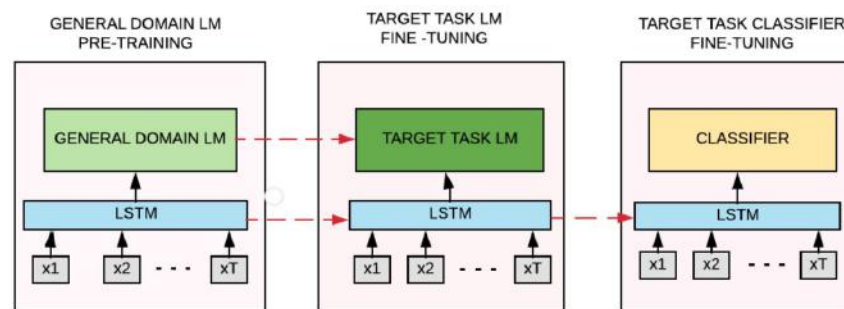 GENERAL DOMAIN LM
PRE-TRAINING
GENERAL DOMAIN LM
LSTM
x1 x2 - - - xT
TARGET TASK LM
FINE -TUNING
TARGET TASK LM
LSTM
x1 x2 - - - xT
TARGET TASK CLASSIFIER
FINE-TUNING
CLASSIFIER
LSTM
x1 x2 - - - xT